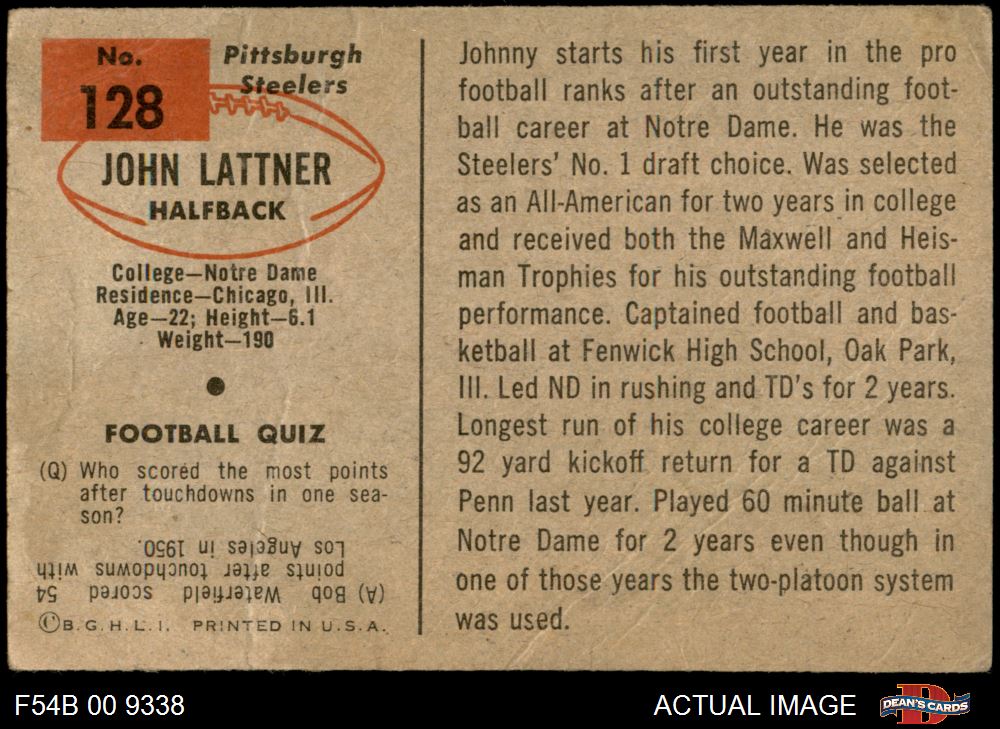 No.
128
Pittsburgh
Steelers
JOHN LATTNER
HALFBACK
College—Notre Dame
Residence—Chicago, Ill.
Age—22; Height—6.1
Weight—190
FOOTBALL QUIZ
(Q) Who scored the most points
after touchdowns in one sea-
son?
(A) Bob Waterfield scored 54
points after touchdowns with
Los Angeles in 1950.
©B.G.H.L.I. PRINTED IN U.S.A.
Johnny starts his first year in the pro
football ranks after an outstanding foot-
ball career at Notre Dame. He was the
Steelers' No. 1 draft choice. Was selected
as an All-American for two years in college
and received both the Maxwell and Heis-
man Trophies for his outstanding football
performance. Captained football and bas-
ketball at Fenwick High School, Oak Park,
Ill. Led ND in rushing and TD's for 2 years.
Longest run of his college career was a
92 yard kickoff return for a TD against
Penn last year. Played 60 minute ball at
Notre Dame for 2 years even though in
one of those years the two-platoon system
was used.
F54B 00 9338
ACTUAL IMAGE
D
DEAN'S CARDS